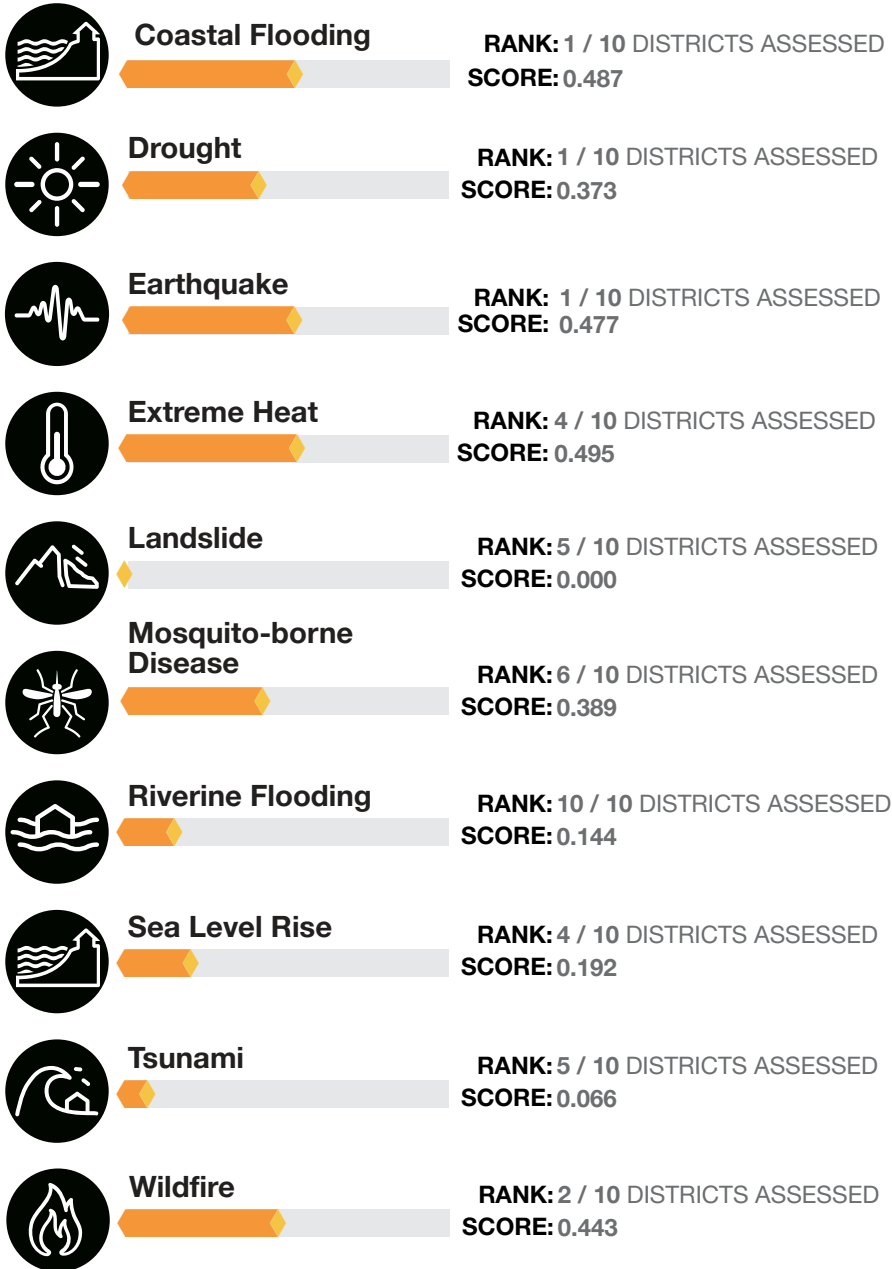 Coastal Flooding
RANK: 1 / 10 DISTRICTS ASSESSED
SCORE: 0.487
Drought
RANK: 1 / 10 DISTRICTS ASSESSED
SCORE: 0.373
Earthquake
RANK: 1 / 10 DISTRICTS ASSESSED
SCORE: 0.477
Extreme Heat
RANK: 4 / 10 DISTRICTS ASSESSED
SCORE: 0.495
Landslide
RANK: 5 / 10 DISTRICTS ASSESSED
SCORE: 0.000
Mosquito-borne
Disease
RANK: 6 / 10 DISTRICTS ASSESSED
SCORE: 0.389
Riverine Flooding
RANK: 10 / 10 DISTRICTS ASSESSED
SCORE: 0.144
Sea Level Rise
RANK: 4 / 10 DISTRICTS ASSESSED
SCORE: 0.192
Tsunami
RANK: 5 / 10 DISTRICTS ASSESSED
SCORE: 0.066
Wildfire
RANK: 2 / 10 DISTRICTS ASSESSED
SCORE: 0.443